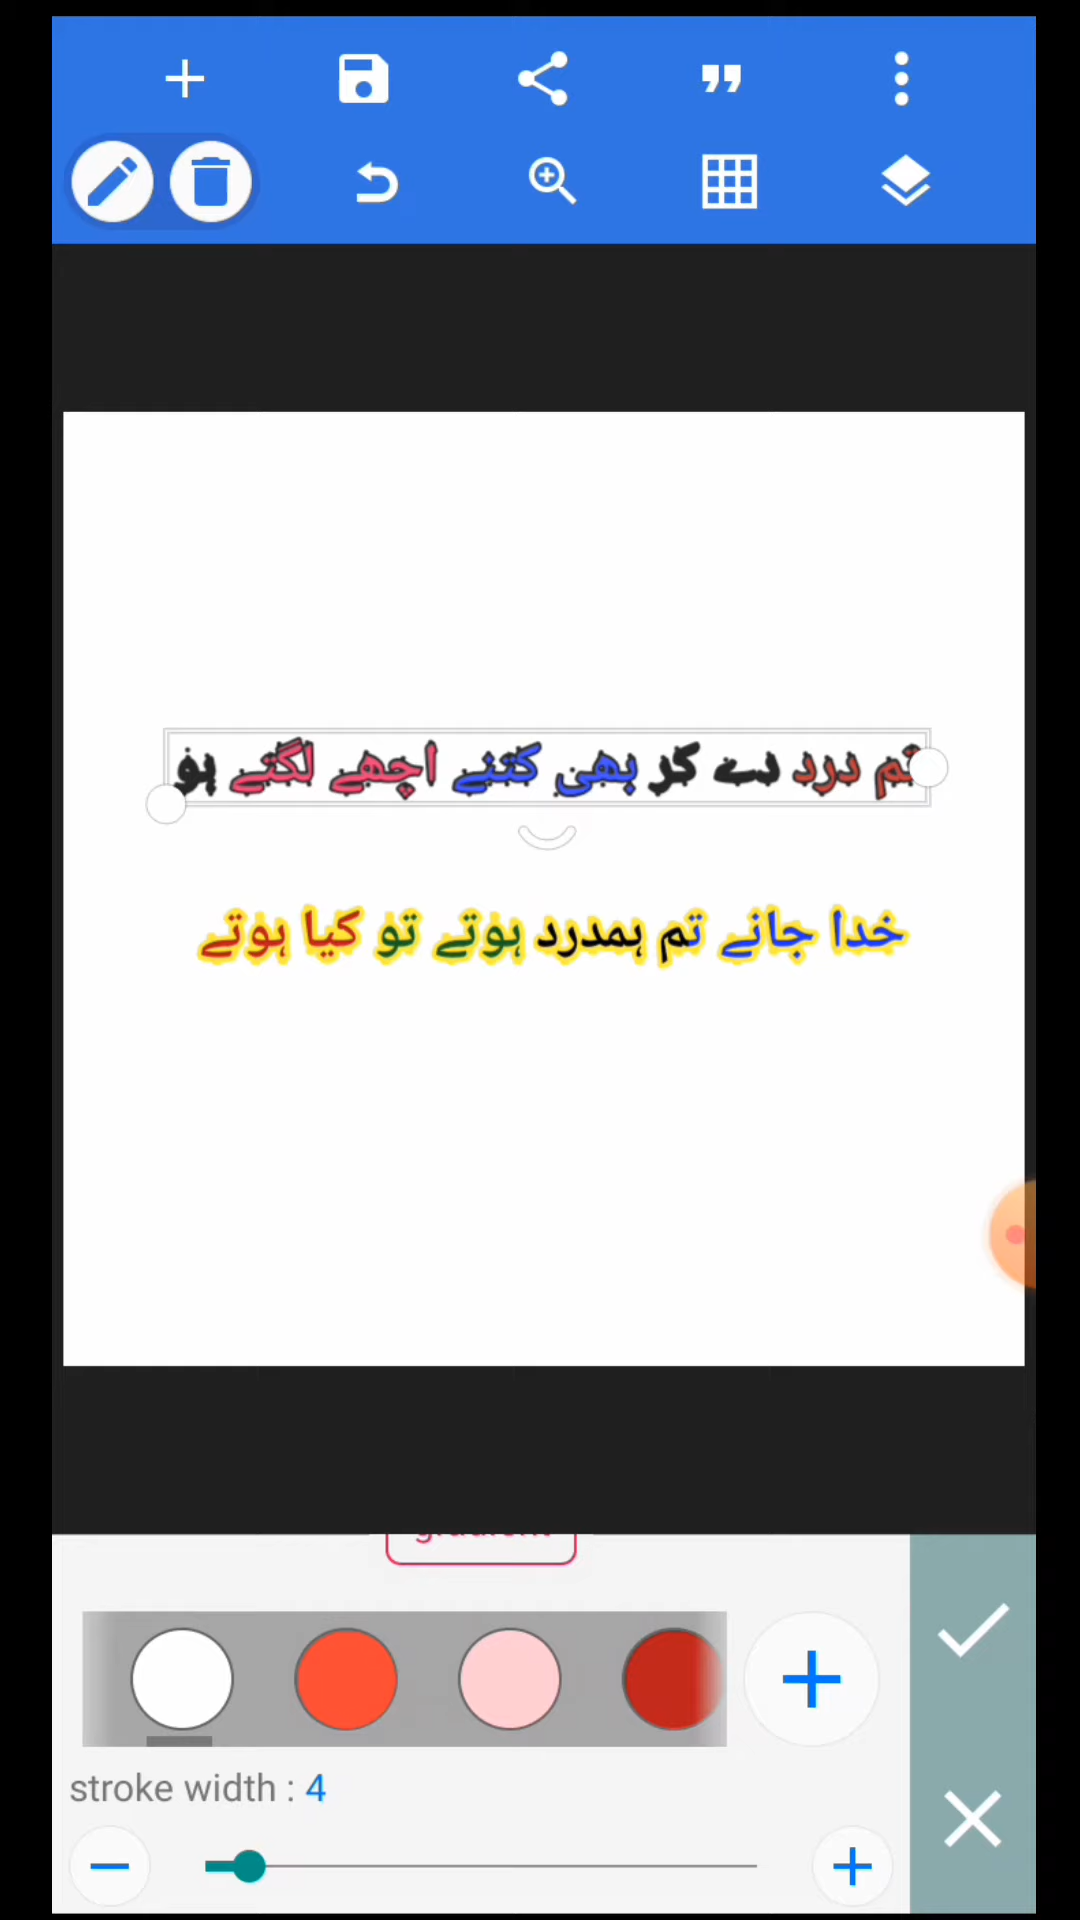 تم درد دے کر بھی کتنے اچھے لگتے ہو
خدا جانے تم ہمدرد ہوتے تو کیا ہوتے
gradient
stroke width : 4